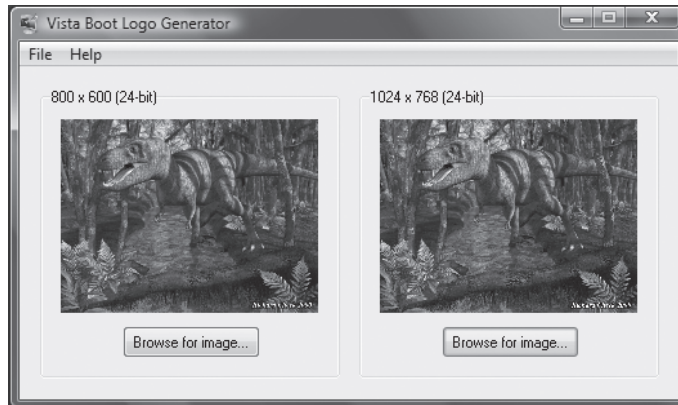 Vista Boot Logo Generator
File Help
800 x 600 (24-bit)
1024 x 768 (24-bit)
Browse for image...
Browse for image...